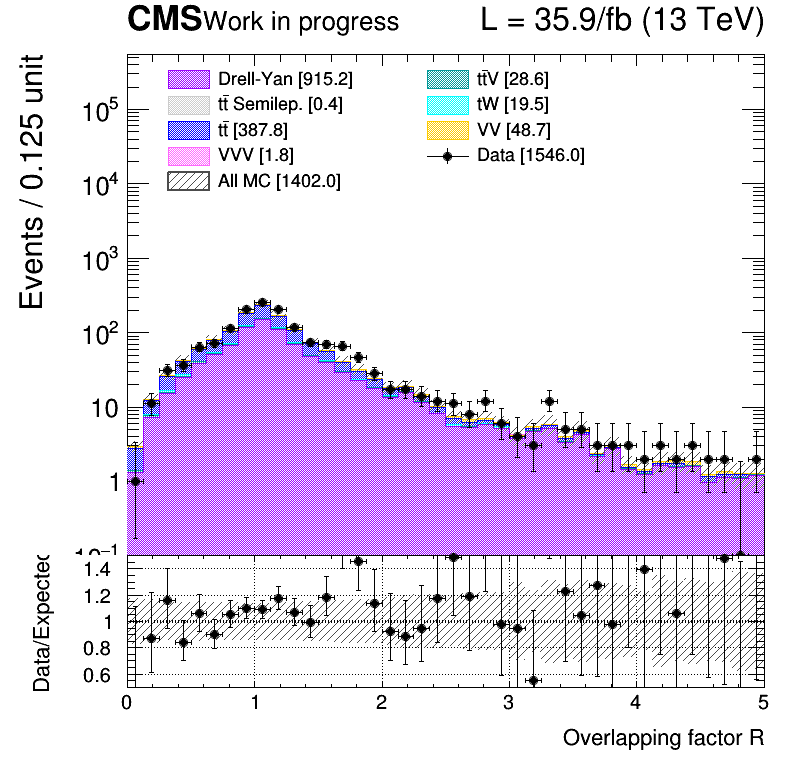 CMS Work in progress L = 35.9/fb (13 TeV)
Events / 0.125 unit
Drell-Yan [915.2]
tt̄ Semilep. [0.4]
tt̄ [387.8]
VVV [1.8]
All MC [1402.0]
tt̄V [28.6]
tW [19.5]
VV [48.7]
Data [1546.0]
10⁵
10⁴
10³
10²
10
1
10⁻¹
Data/Expected
1.4
1.2
1
0.8
0.6
0 1 2 3 4 5
Overlapping factor R